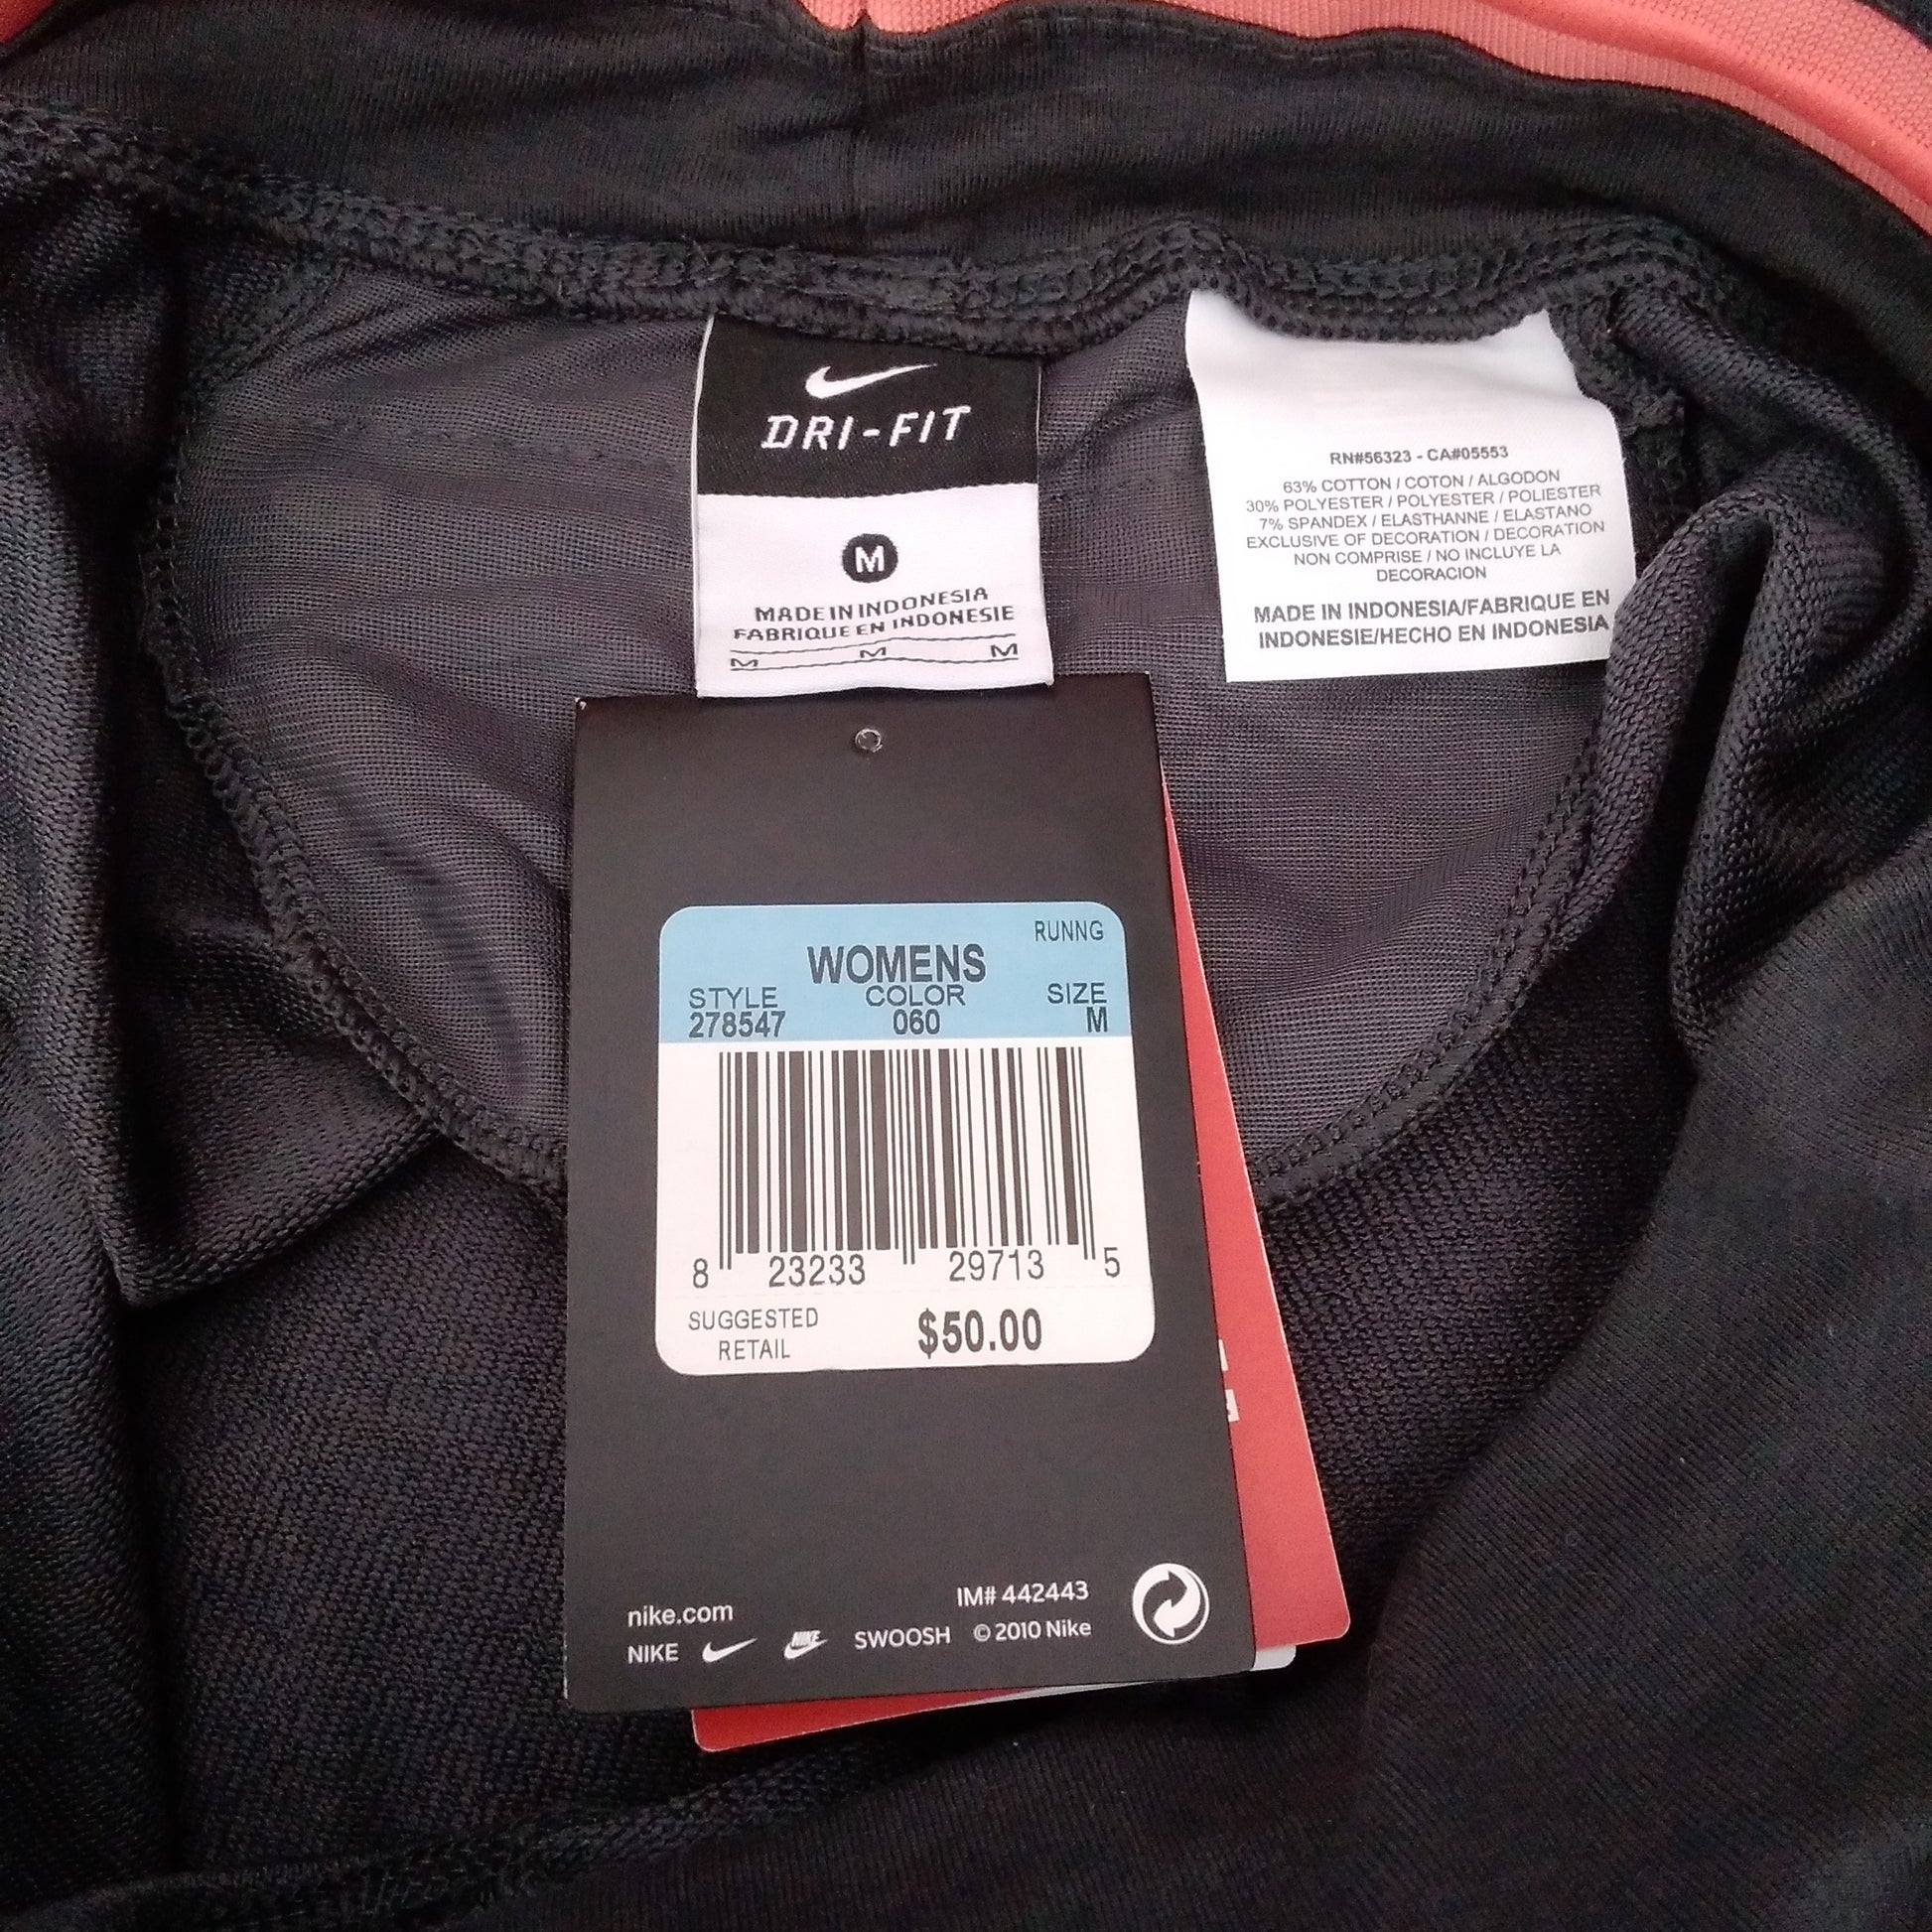 DRI-FIT
M
MADE IN INDONESIA
FABRIQUE EN INDONESIE
M M M
RN#56323 - CA#05553
63% COTTON / COTON / ALGODON
30% POLYESTER / POLYESTER / POLIESTER
7% SPANDEX / ELASTHANNE / ELASTANO
EXCLUSIVE OF DECORATION / DECORATION
NON COMPRISE / NO INCLUYE LA
DECORACION
MADE IN INDONESIA/FABRIQUE EN
INDONESIE/HECHO EN INDONESIA
RUNNG
WOMENS
STYLE COLOR SIZE
278547 060 M
8 23233 29713 5
SUGGESTED
RETAIL
$50.00
nike.com IM# 442443
NIKE NIKE SWOOSH © 2010 Nike